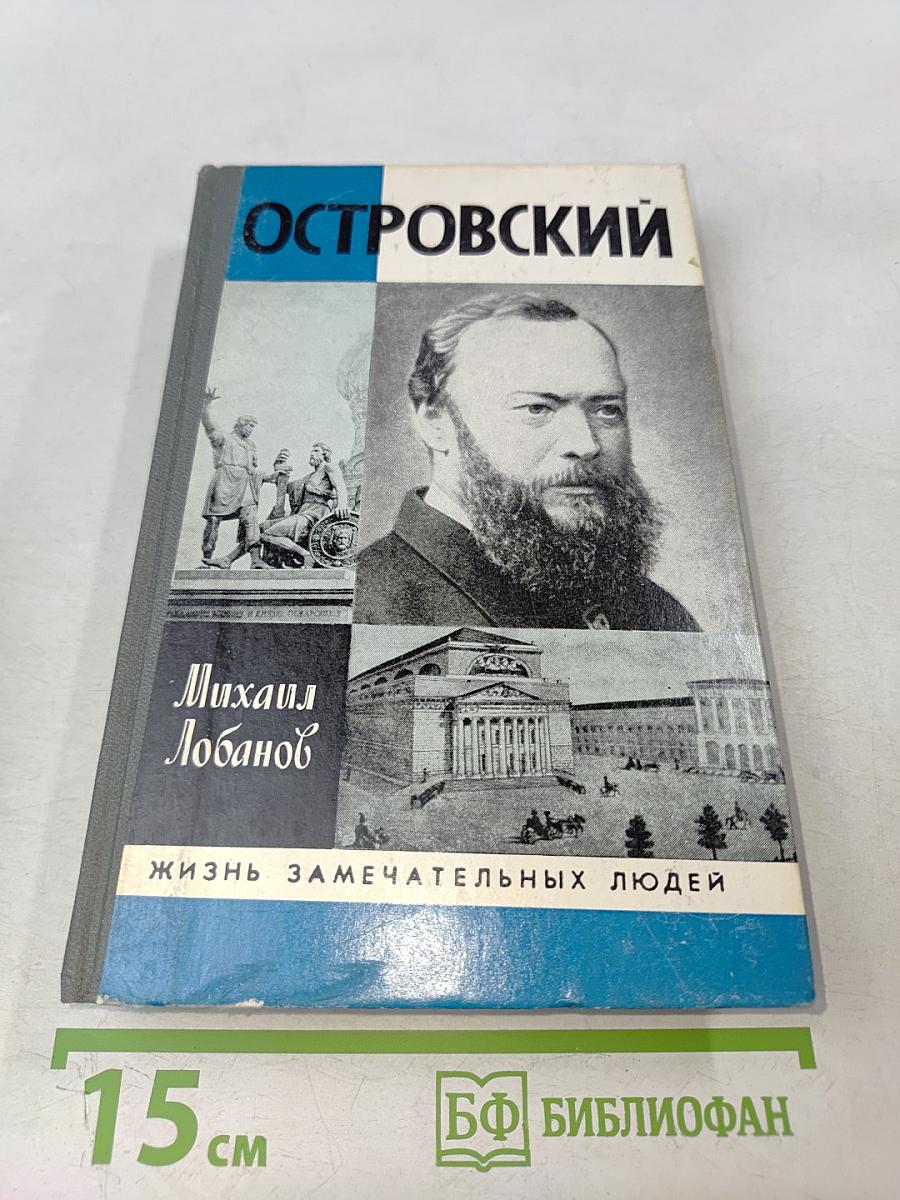 ОСТРОВСКИЙ
Михаил
Лобанов
ЖИЗНЬ ЗАМЕЧАТЕЛЬНЫХ ЛЮДЕЙ
15 см
БФ БИБЛИОФАН